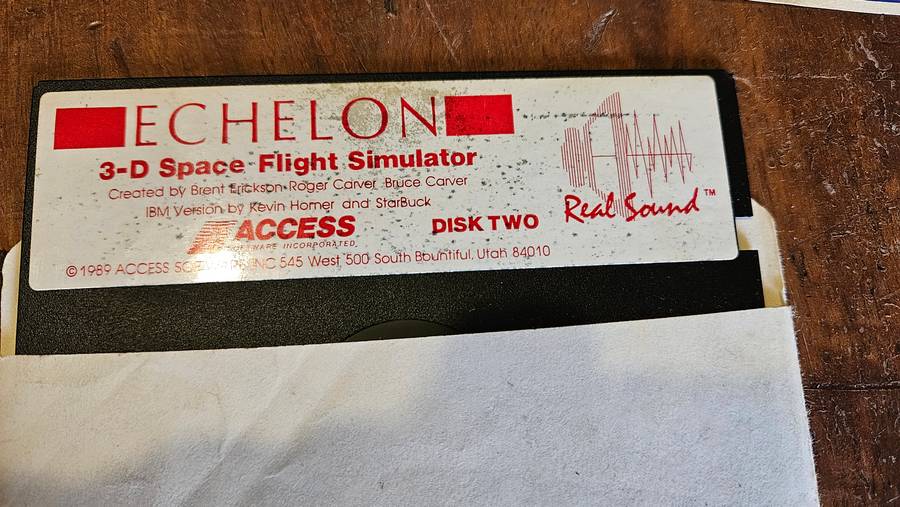 ECHELON
3-D Space Flight Simulator
Created by Brent Erickson Roger Carver Bruce Carver
IBM Version by Kevin Homer and StarBuck
ACCESS
SOFTWARE INCORPORATED
DISK TWO
Real Sound™
©1989 ACCESS SOFTWARE INC 545 West 500 South Bountiful, Utah 84010